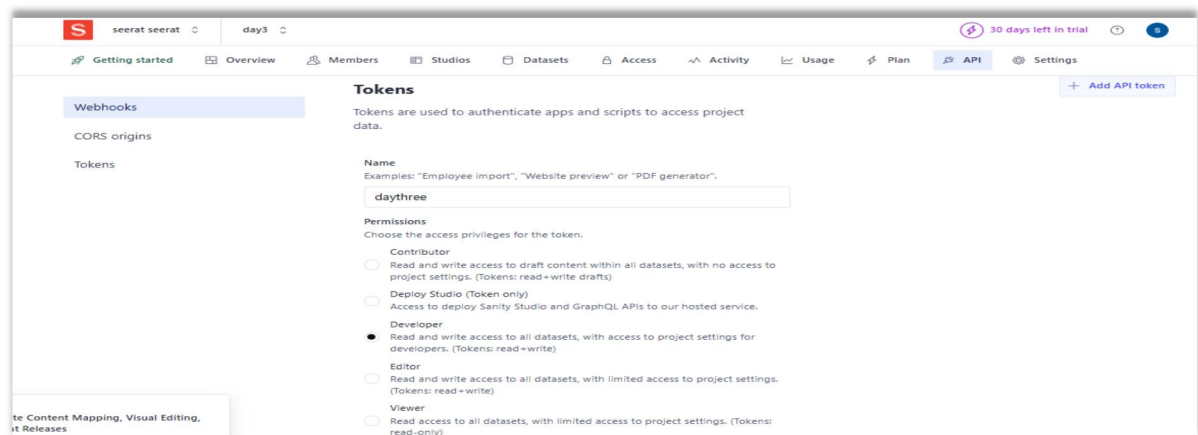 S seerat seerat day3 30 days left in trial ? S
Getting started Overview Members Studios Datasets Access Activity Usage Plan API Settings
Webhooks
CORS origins
Tokens
Tokens
+ Add API token
Tokens are used to authenticate apps and scripts to access project
data.
Name
Examples: "Employee import", "Website preview" or "PDF generator".
daythree
Permissions
Choose the access privileges for the token.
Contributor
Read and write access to draft content within all datasets, with no access to
project settings. (Tokens: read+write drafts)
Deploy Studio (Token only)
Access to deploy Sanity Studio and GraphQL APIs to our hosted service.
Developer
Read and write access to all datasets, with access to project settings for
developers. (Tokens: read+write)
Editor
Read and write access to all datasets, with limited access to project settings.
(Tokens: read+write)
Viewer
Read access to all datasets, with limited access to project settings. (Tokens:
read-only)
te Content Mapping, Visual Editing,
t Releases